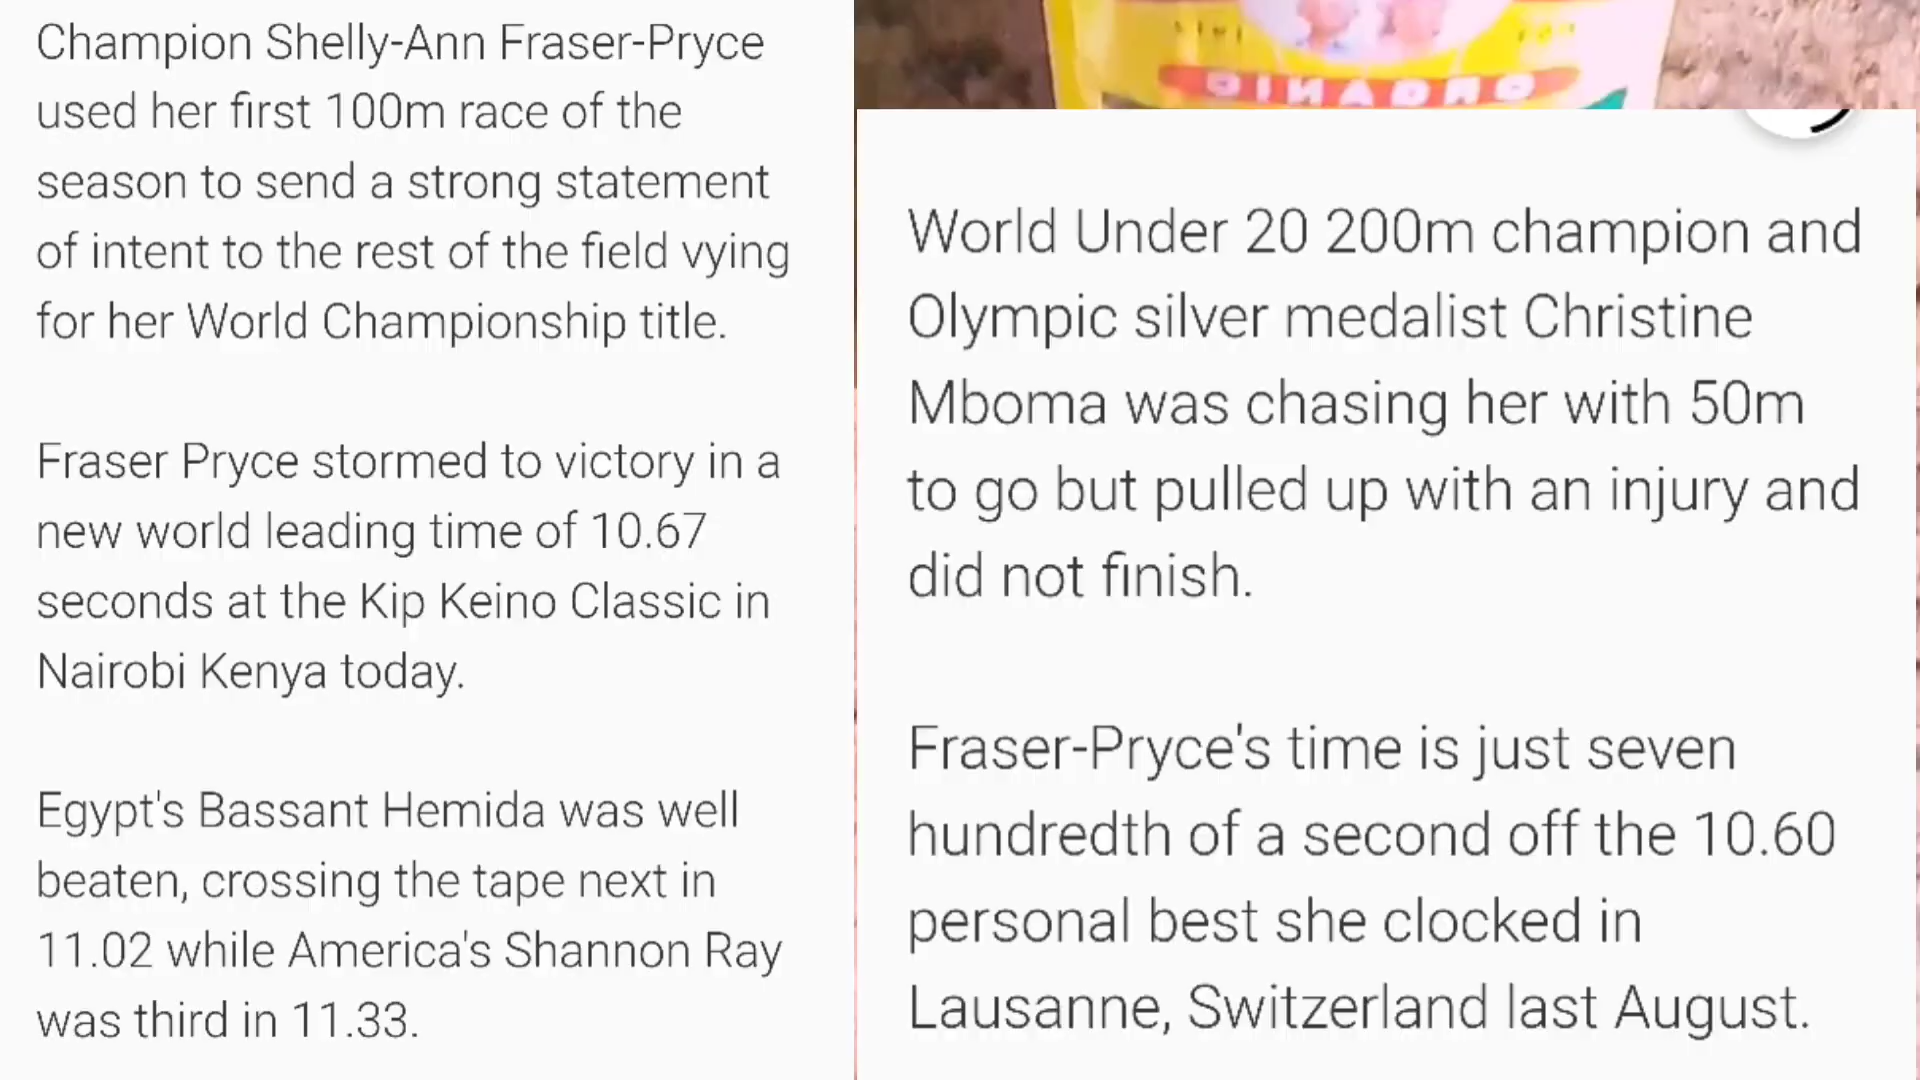 Champion Shelly-Ann Fraser-Pryce
used her first 100m race of the
season to send a strong statement
of intent to the rest of the field vying
for her World Championship title.
Fraser Pryce stormed to victory in a
new world leading time of 10.67
seconds at the Kip Keino Classic in
Nairobi Kenya today.
Egypt's Bassant Hemida was well
beaten, crossing the tape next in
11.02 while America's Shannon Ray
was third in 11.33.
World Under 20 200m champion and
Olympic silver medalist Christine
Mboma was chasing her with 50m
to go but pulled up with an injury and
did not finish.
Fraser-Pryce's time is just seven
hundredth of a second off the 10.60
personal best she clocked in
Lausanne, Switzerland last August.